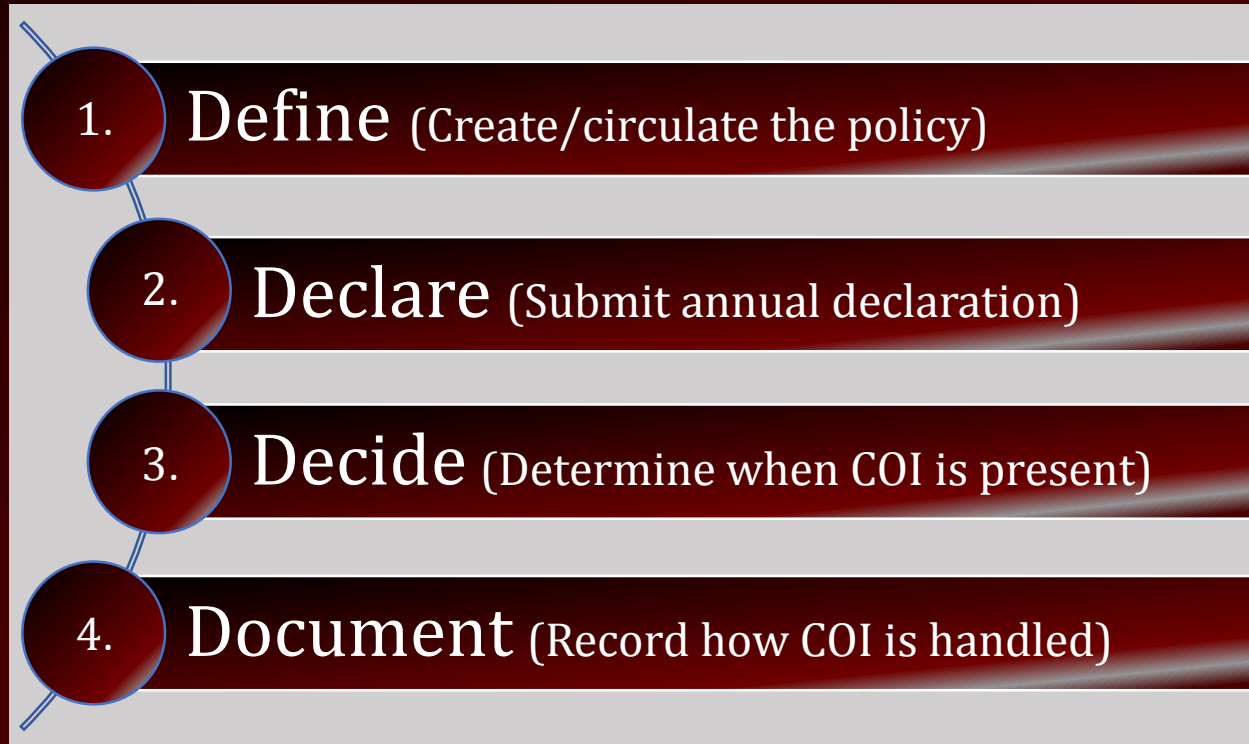 1. Define (Create/circulate the policy)
2. Declare (Submit annual declaration)
3. Decide (Determine when COI is present)
4. Document (Record how COI is handled)